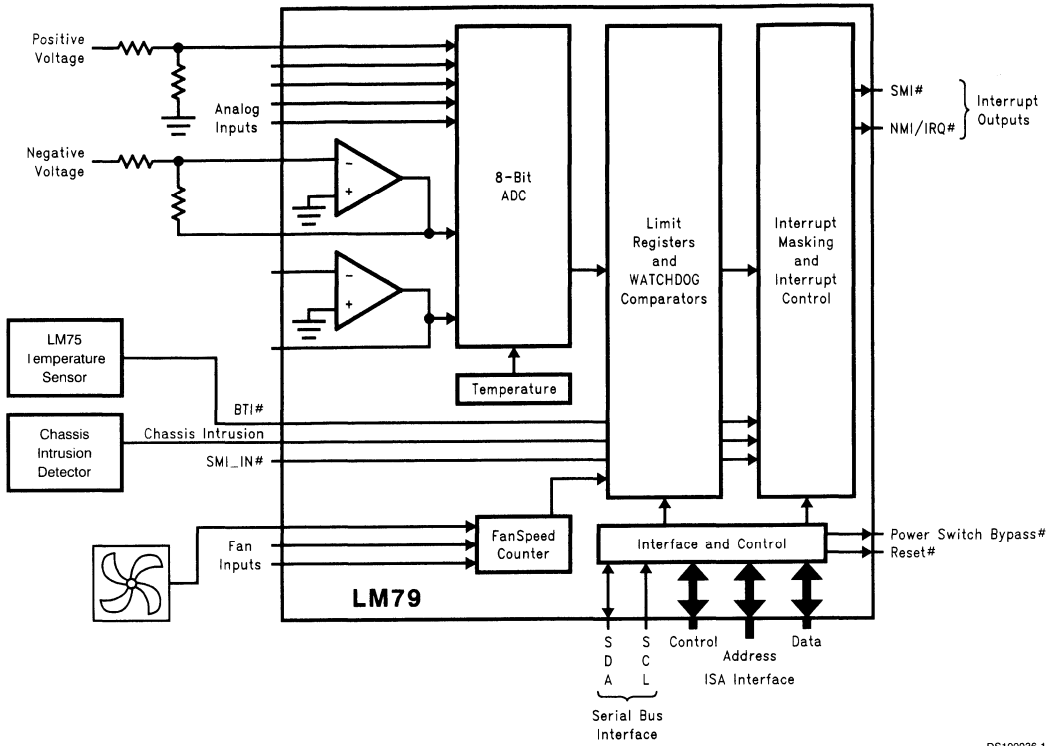 Positive
Voltage
Analog
Inputs
Negative
Voltage
-
+
-
+
8-Bit
ADC
Temperature
Limit
Registers
and
WATCHDOG
Comparators
Interrupt
Masking
and
Interrupt
Control
SMI#
NMI/IRQ#
Interrupt
Outputs
LM75
Temperature
Sensor
Chassis
Intrusion
Detector
BTI#
Chassis Intrusion
SMI_IN#
Fan
Inputs
FanSpeed
Counter
Interface and Control
Power Switch Bypass#
Reset#
LM79
SDA
SCL
Control
Address
Data
ISA Interface
Serial Bus
Interface